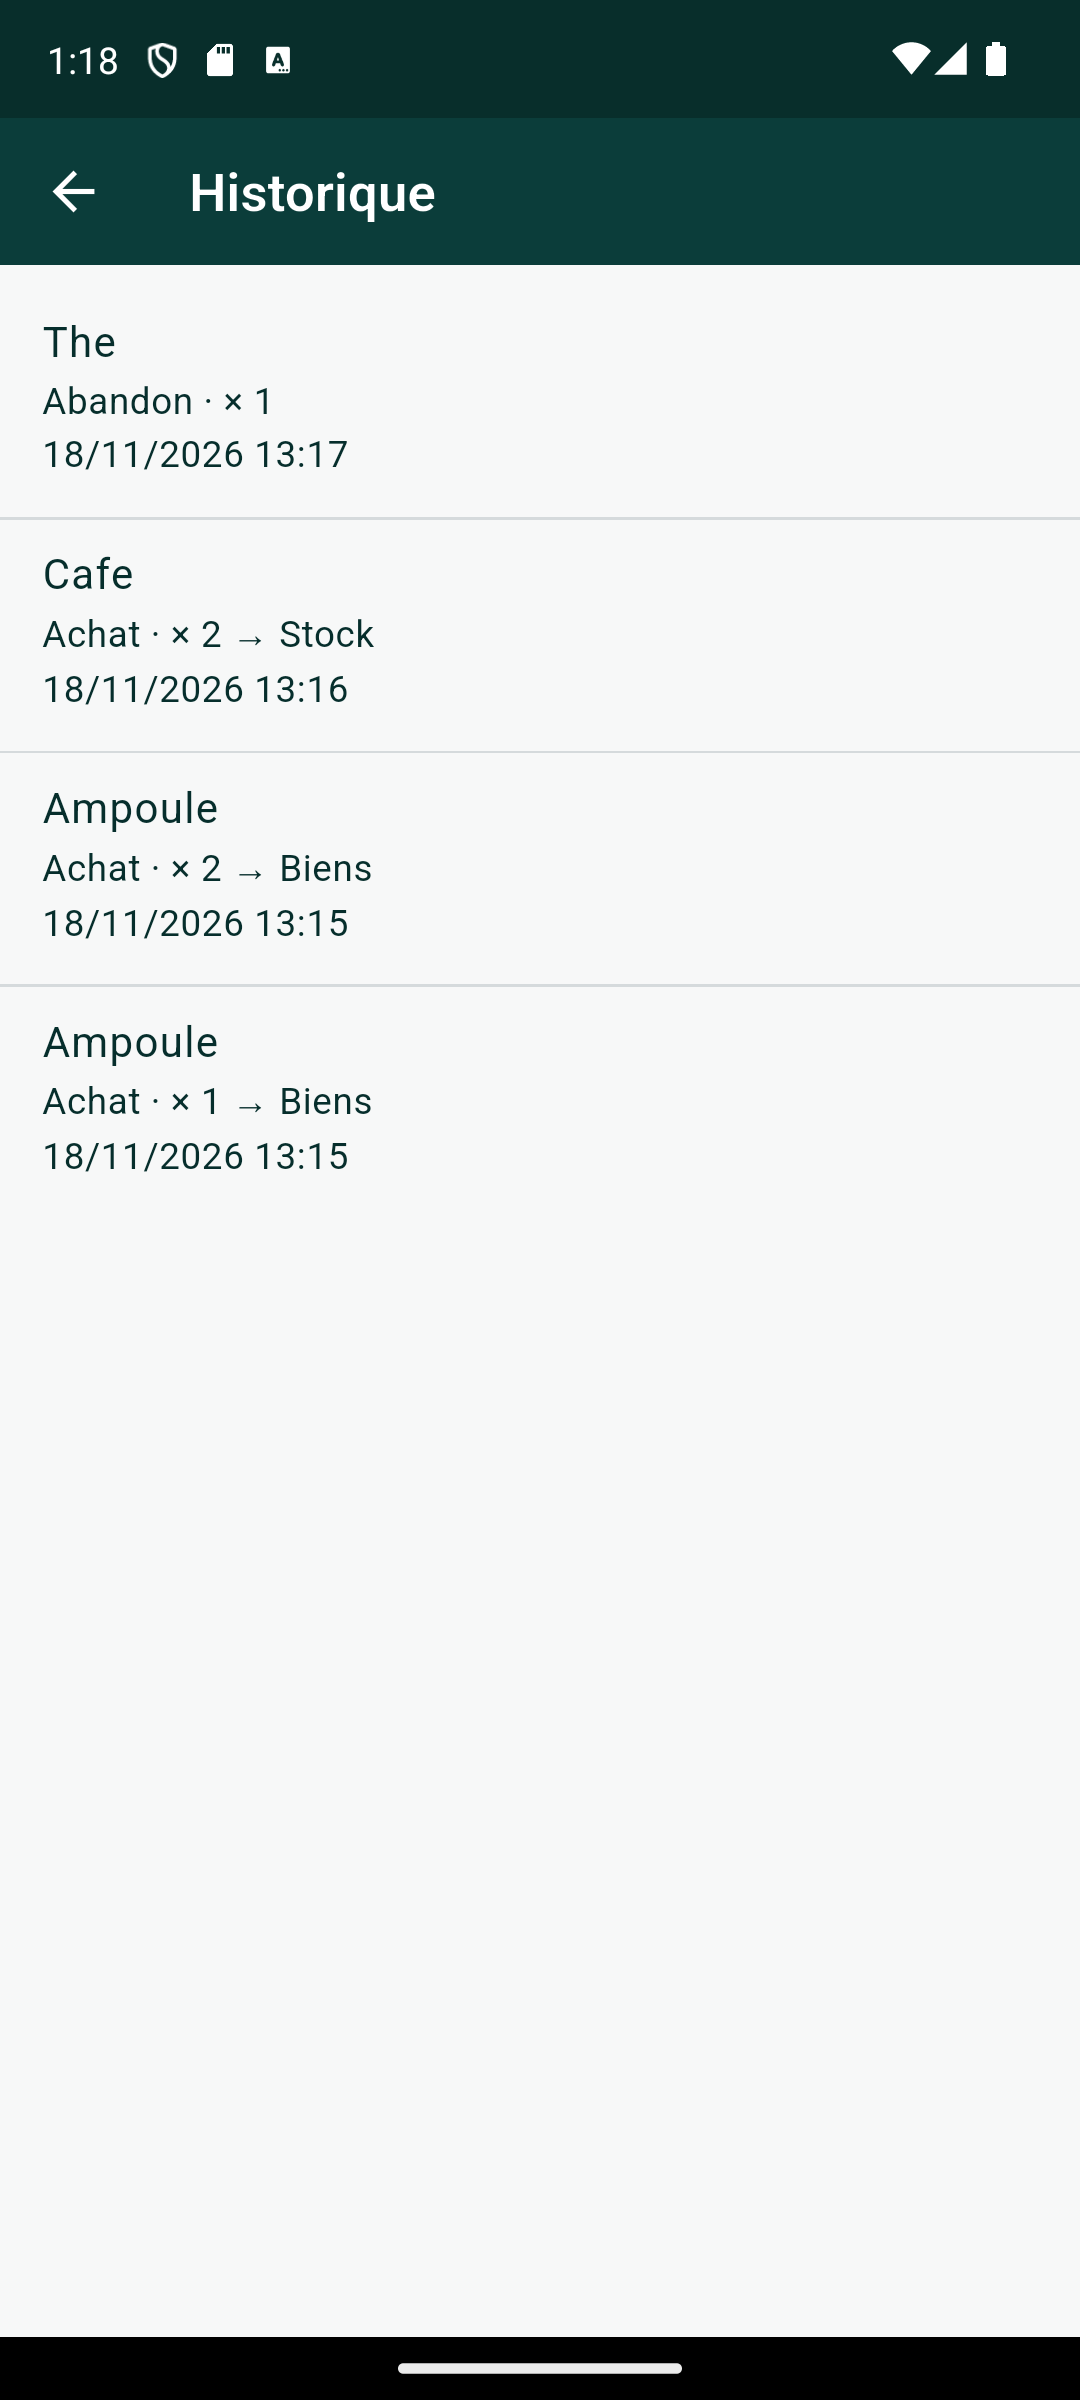 1:18
Historique
The
Abandon · × 1
18/11/2026 13:17
Cafe
Achat · × 2 → Stock
18/11/2026 13:16
Ampoule
Achat · × 2 → Biens
18/11/2026 13:15
Ampoule
Achat · × 1 → Biens
18/11/2026 13:15